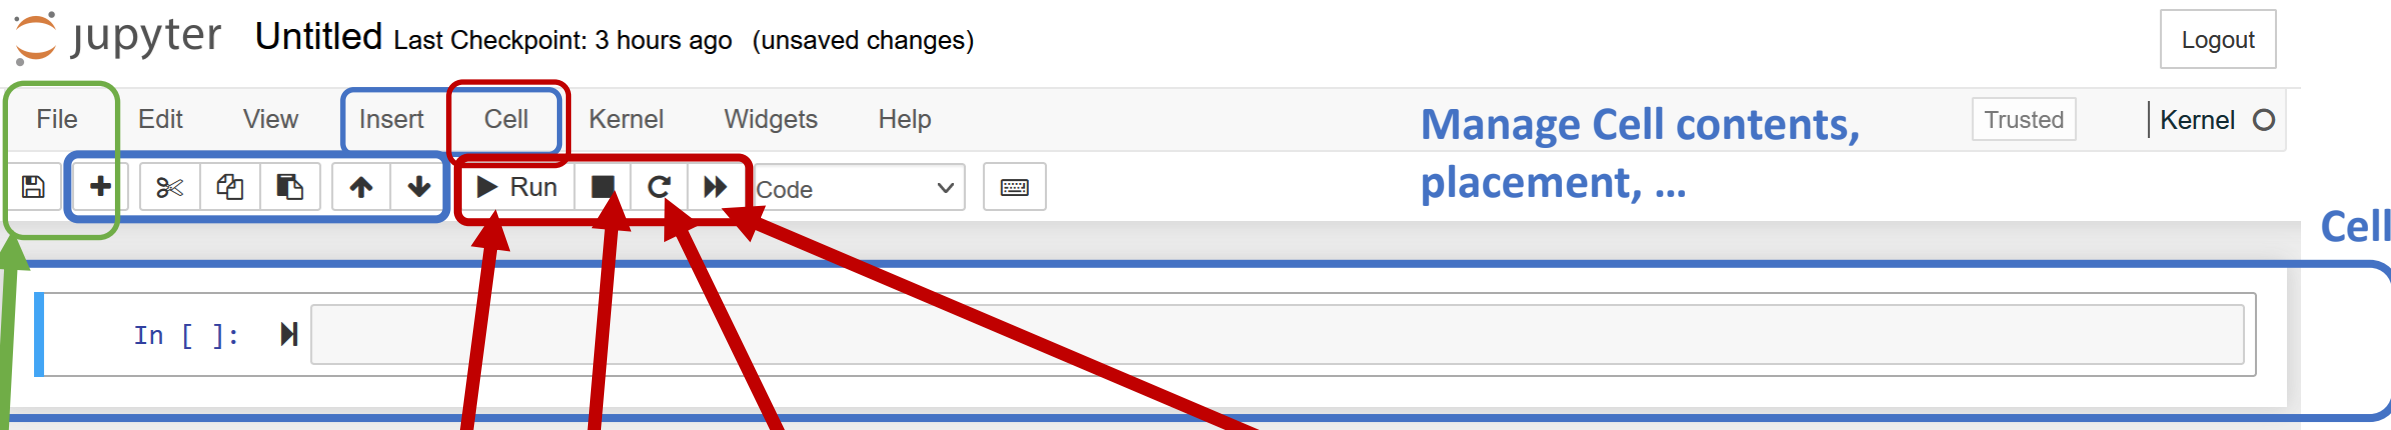 jupyter Untitled Last Checkpoint: 3 hours ago (unsaved changes)
Logout
File Edit View Insert Cell Kernel Widgets Help
Manage Cell contents,
placement, ...
Trusted
Kernel
Run
Code
Cell
In [ ]: